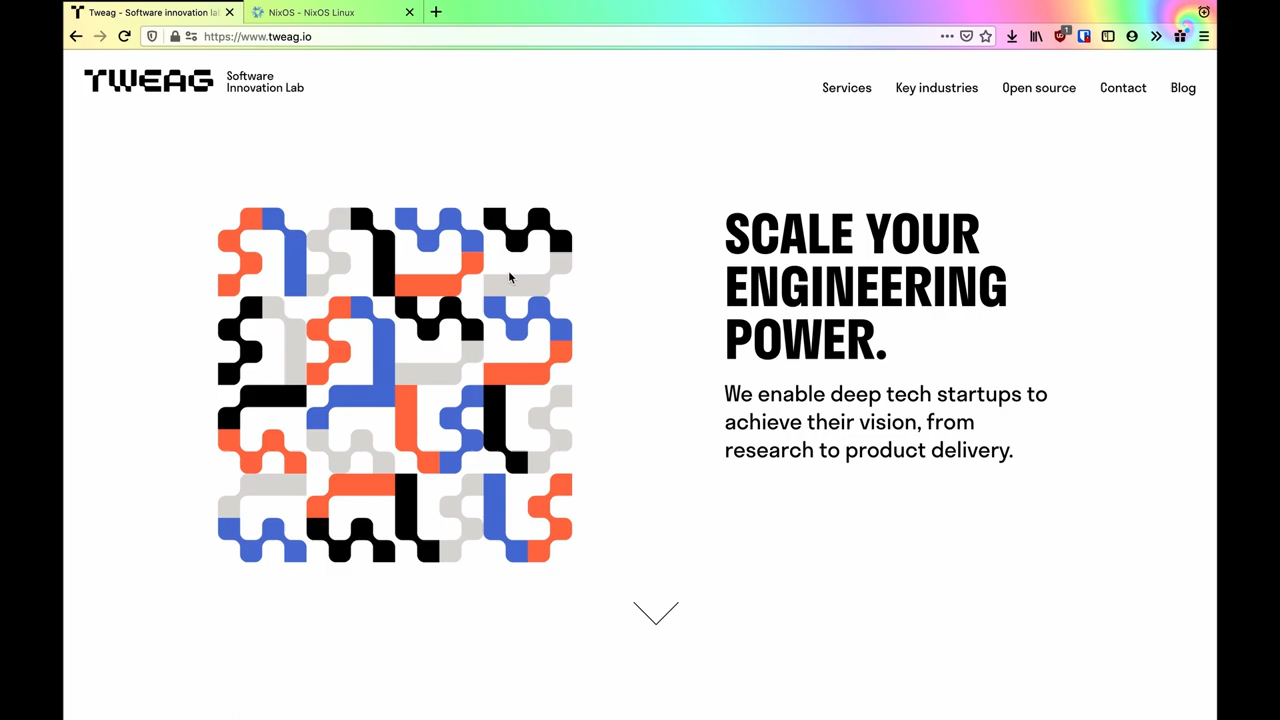 Tweag - Software innovation la
NixOS - NixOS Linux
https://www.tweag.io
1
TWEAG
Software
Innovation Lab
Services
Key industries
Open source
Contact
Blog
SCALE YOUR
ENGINEERING
POWER.
We enable deep tech startups to
achieve their vision, from
research to product delivery.